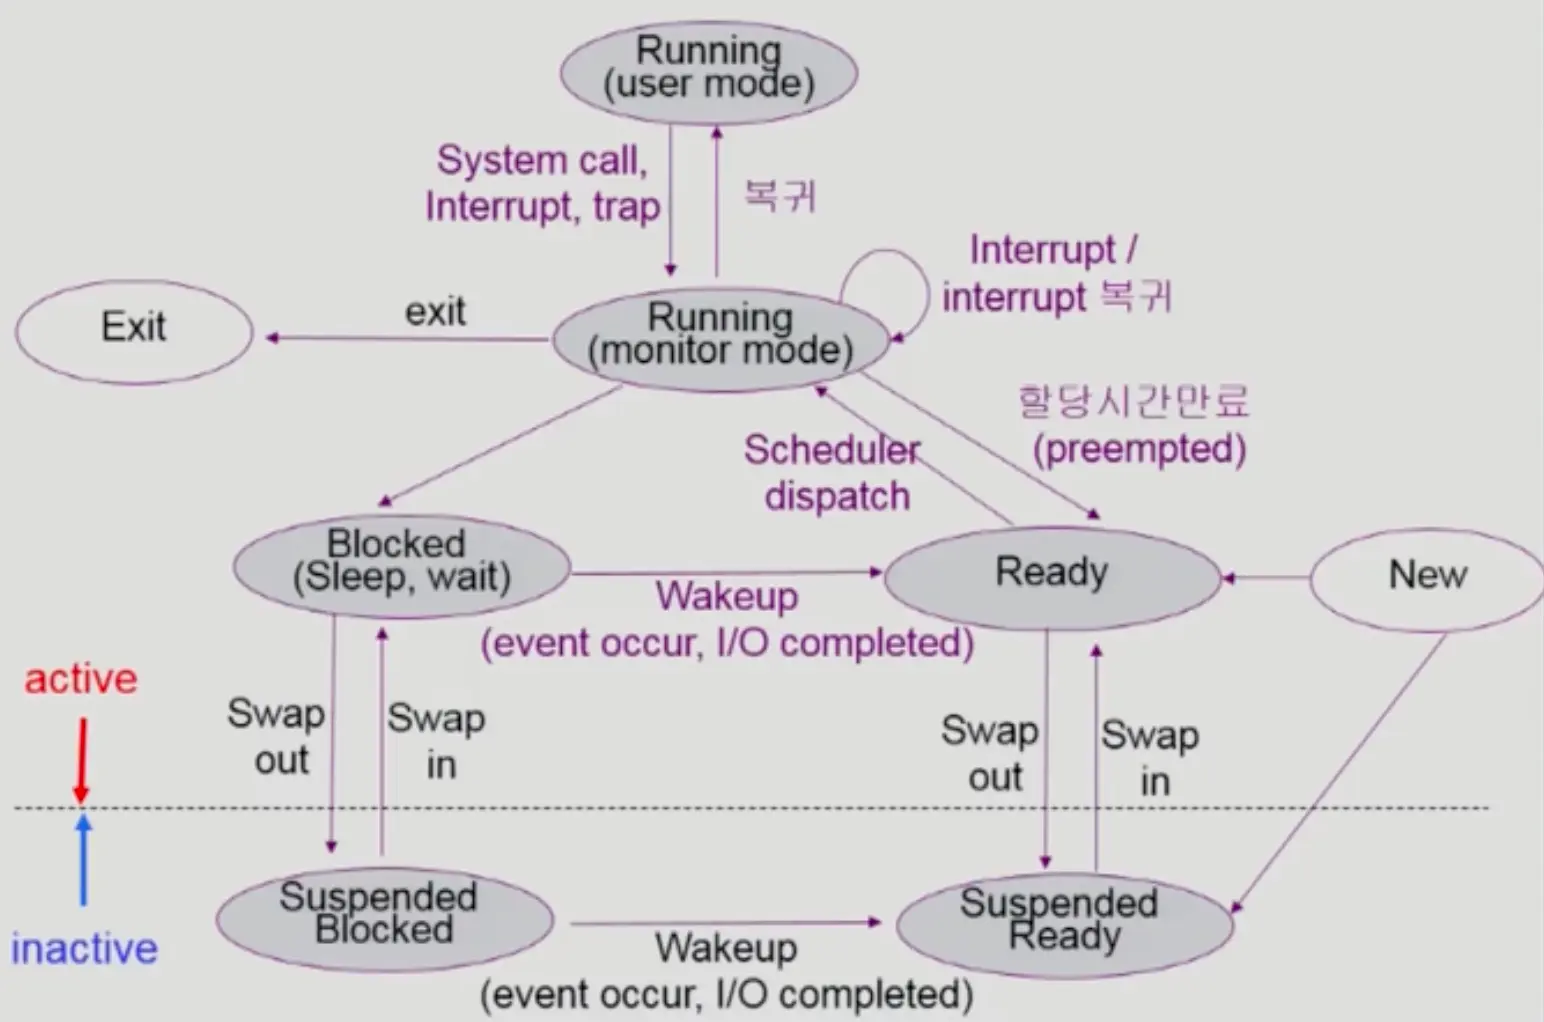 Running
(user mode)
System call,
Interrupt, trap
복귀
Interrupt /
interrupt 복귀
Exit
exit
Running
(monitor mode)
할당시간만료
(preempted)
Scheduler
dispatch
Blocked
(Sleep, wait)
Wakeup
(event occur, I/O completed)
Ready
New
active
Swap
out
Swap
in
Swap
out
Swap
in
inactive
Suspended
Blocked
Wakeup
(event occur, I/O completed)
Suspended
Ready